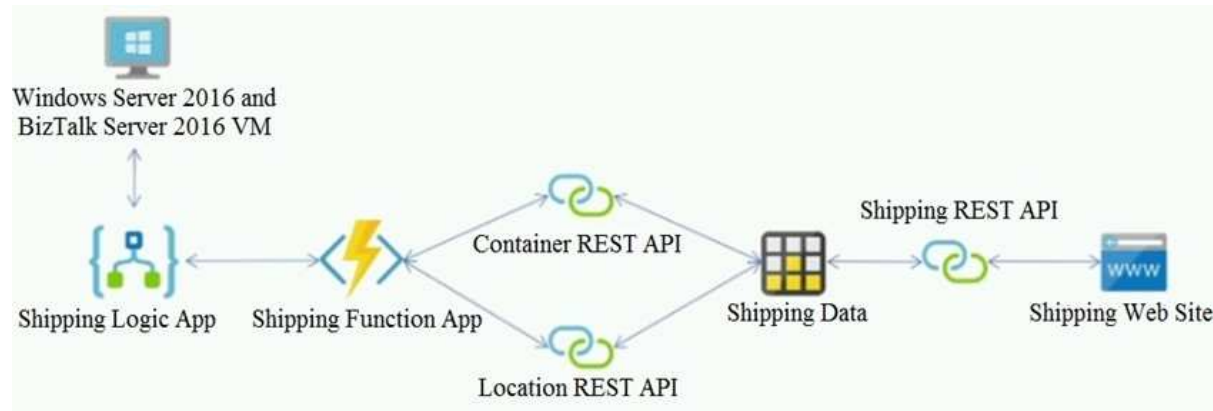 Windows Server 2016 and
BizTalk Server 2016 VM
Shipping Logic App
Shipping Function App
Container REST API
Location REST API
Shipping Data
Shipping REST API
www
Shipping Web Site